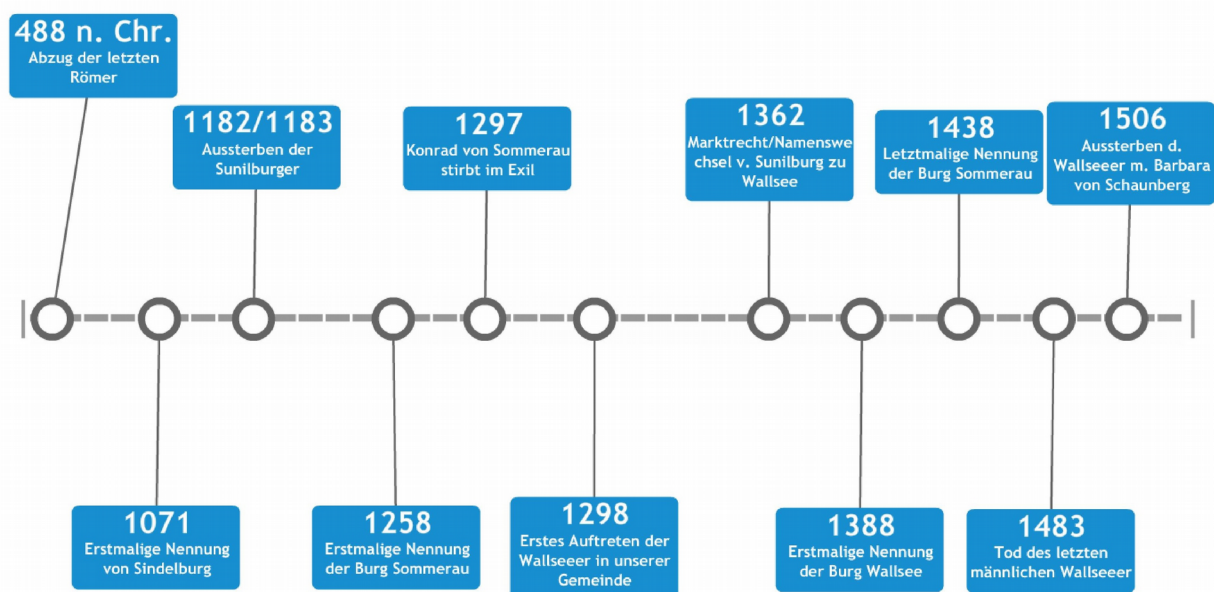 488 n. Chr.
Abzug der letzten
Römer
1182/1183
Aussterben der
Sunilburger
1297
Konrad von Sommerau
stirbt im Exil
1362
Marktrecht/Namenswe
chsel v. Sunilburg zu
Wallsee
1438
Letztmalige Nennung
der Burg Sommerau
1506
Aussterben d.
Wallseeer m. Barbara
von Schaunberg
1071
Erstmalige Nennung
von Sindelburg
1258
Erstmalige Nennung
der Burg Sommerau
1298
Erstes Auftreten der
Wallseeer in unserer
Gemeinde
1388
Erstmalige Nennung
der Burg Wallsee
1483
Tod des letzten
männlichen Wallseeer